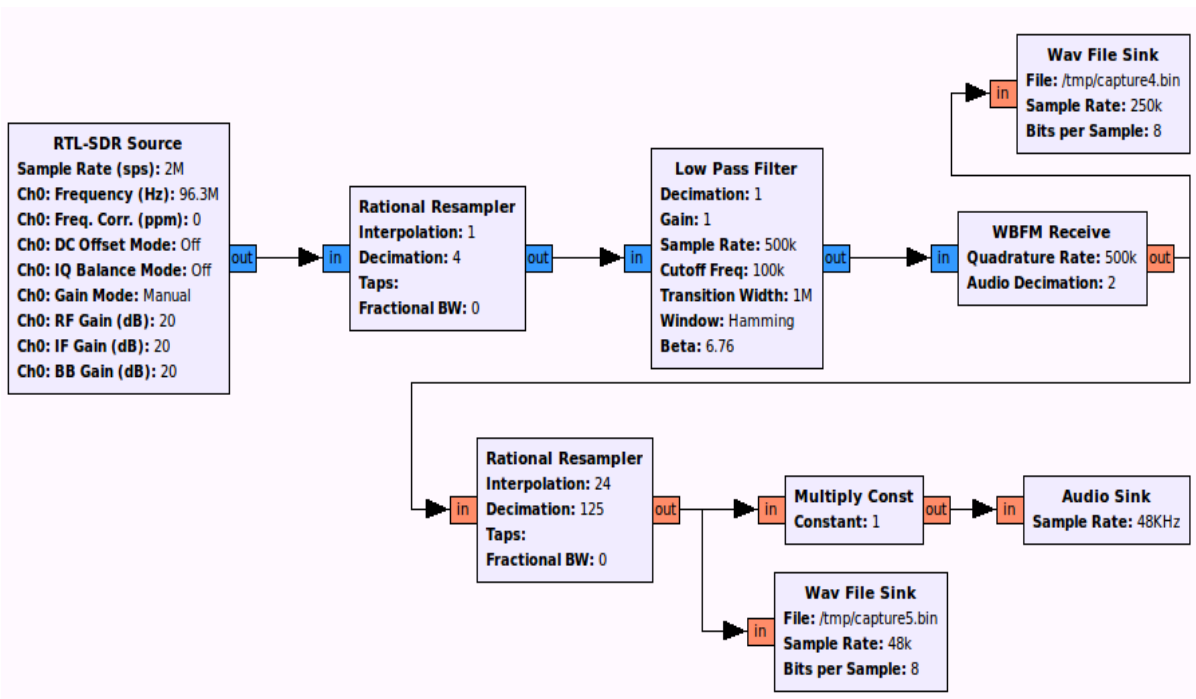 RTL-SDR Source
Sample Rate (sps): 2M
Ch0: Frequency (Hz): 96.3M
Ch0: Freq. Corr. (ppm): 0
Ch0: DC Offset Mode: Off
Ch0: IQ Balance Mode: Off
Ch0: Gain Mode: Manual
Ch0: RF Gain (dB): 20
Ch0: IF Gain (dB): 20
Ch0: BB Gain (dB): 20
out
in
Rational Resampler
Interpolation: 1
Decimation: 4
Taps:
Fractional BW: 0
out
in
Low Pass Filter
Decimation: 1
Gain: 1
Sample Rate: 500k
Cutoff Freq: 100k
Transition Width: 1M
Window: Hamming
Beta: 6.76
out
in
WBFM Receive
Quadrature Rate: 500k
Audio Decimation: 2
out
in
Wav File Sink
File: /tmp/capture4.bin
Sample Rate: 250k
Bits per Sample: 8
in
Rational Resampler
Interpolation: 24
Decimation: 125
Taps:
Fractional BW: 0
out
in
Multiply Const
Constant: 1
out
in
Audio Sink
Sample Rate: 48KHz
in
Wav File Sink
File: /tmp/capture5.bin
Sample Rate: 48k
Bits per Sample: 8